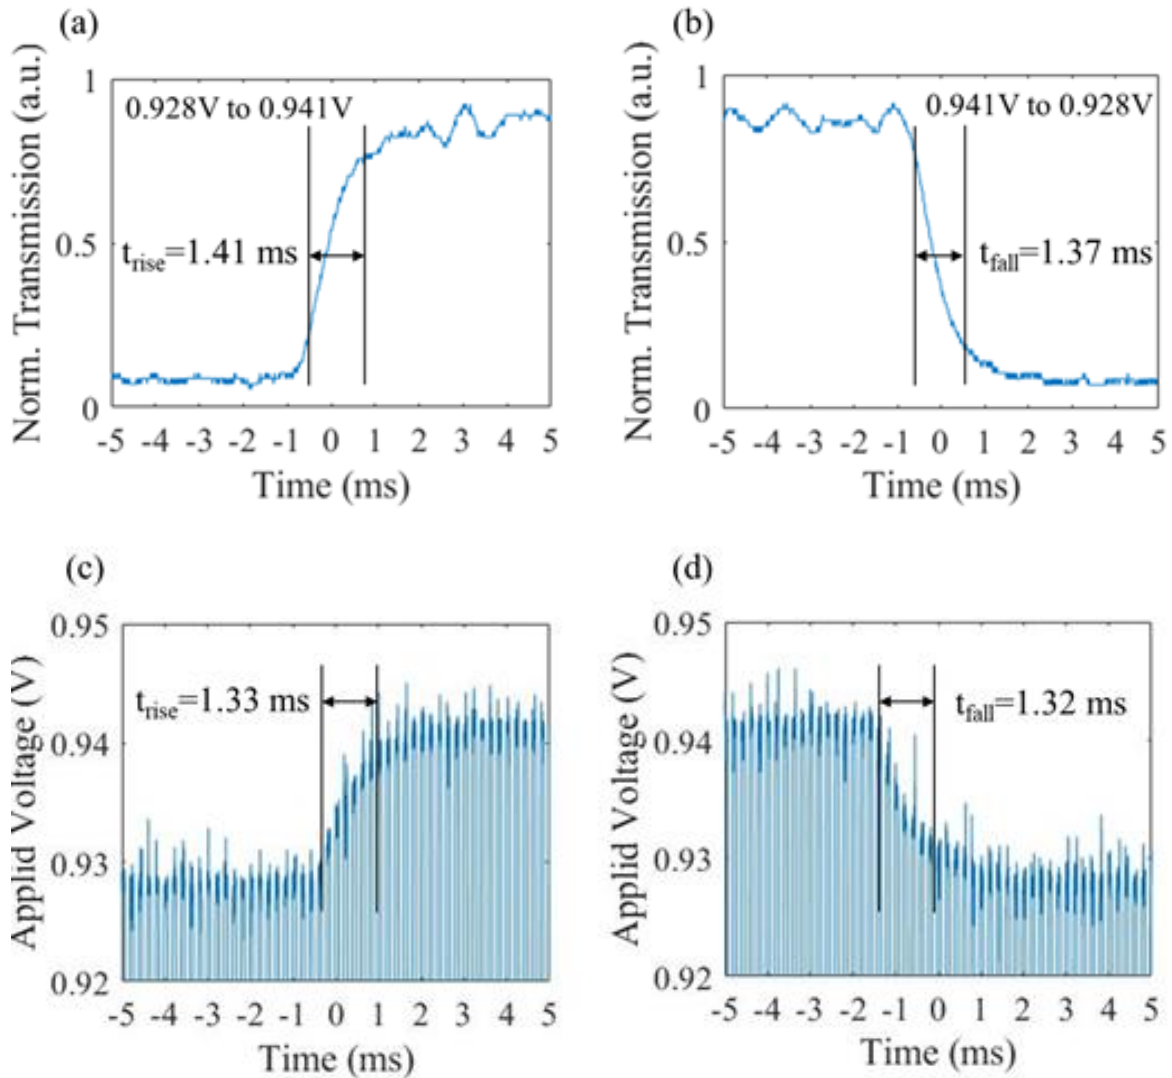 (a)
Norm. Transmission (a.u.)
1
0.5
0
0.928V to 0.941V
t_rise=1.41 ms
-5 -4 -3 -2 -1 0 1 2 3 4 5
Time (ms)
(b)
Norm. Transmission (a.u.)
1
0.5
0
0.941V to 0.928V
t_fall=1.37 ms
-5 -4 -3 -2 -1 0 1 2 3 4 5
Time (ms)
(c)
Applid Voltage (V)
0.95
0.94
0.93
0.92
t_rise=1.33 ms
-5 -4 -3 -2 -1 0 1 2 3 4 5
Time (ms)
(d)
Applid Voltage (V)
0.95
0.94
0.93
0.92
t_fall=1.32 ms
-5 -4 -3 -2 -1 0 1 2 3 4 5
Time (ms)